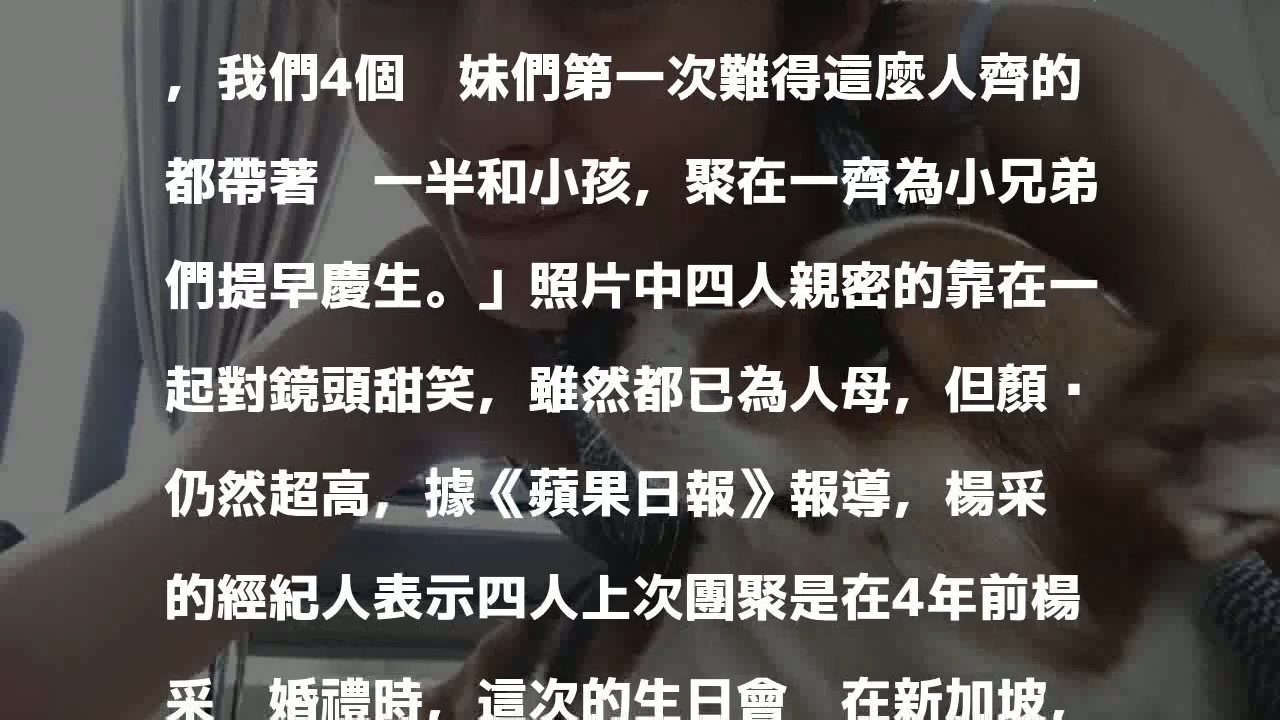 ，我們4個　妹們第一次難得這麼人齊的
都帶著　一半和小孩，聚在一齊為小兄弟
們提早慶生。」照片中四人親密的靠在一
起對鏡頭甜笑，雖然都已為人母，但顏·
仍然超高，據《蘋果日報》報導，楊采
的經紀人表示四人上次團聚是在4年前楊
采　婚禮時，這次的生日會　在新加坡，